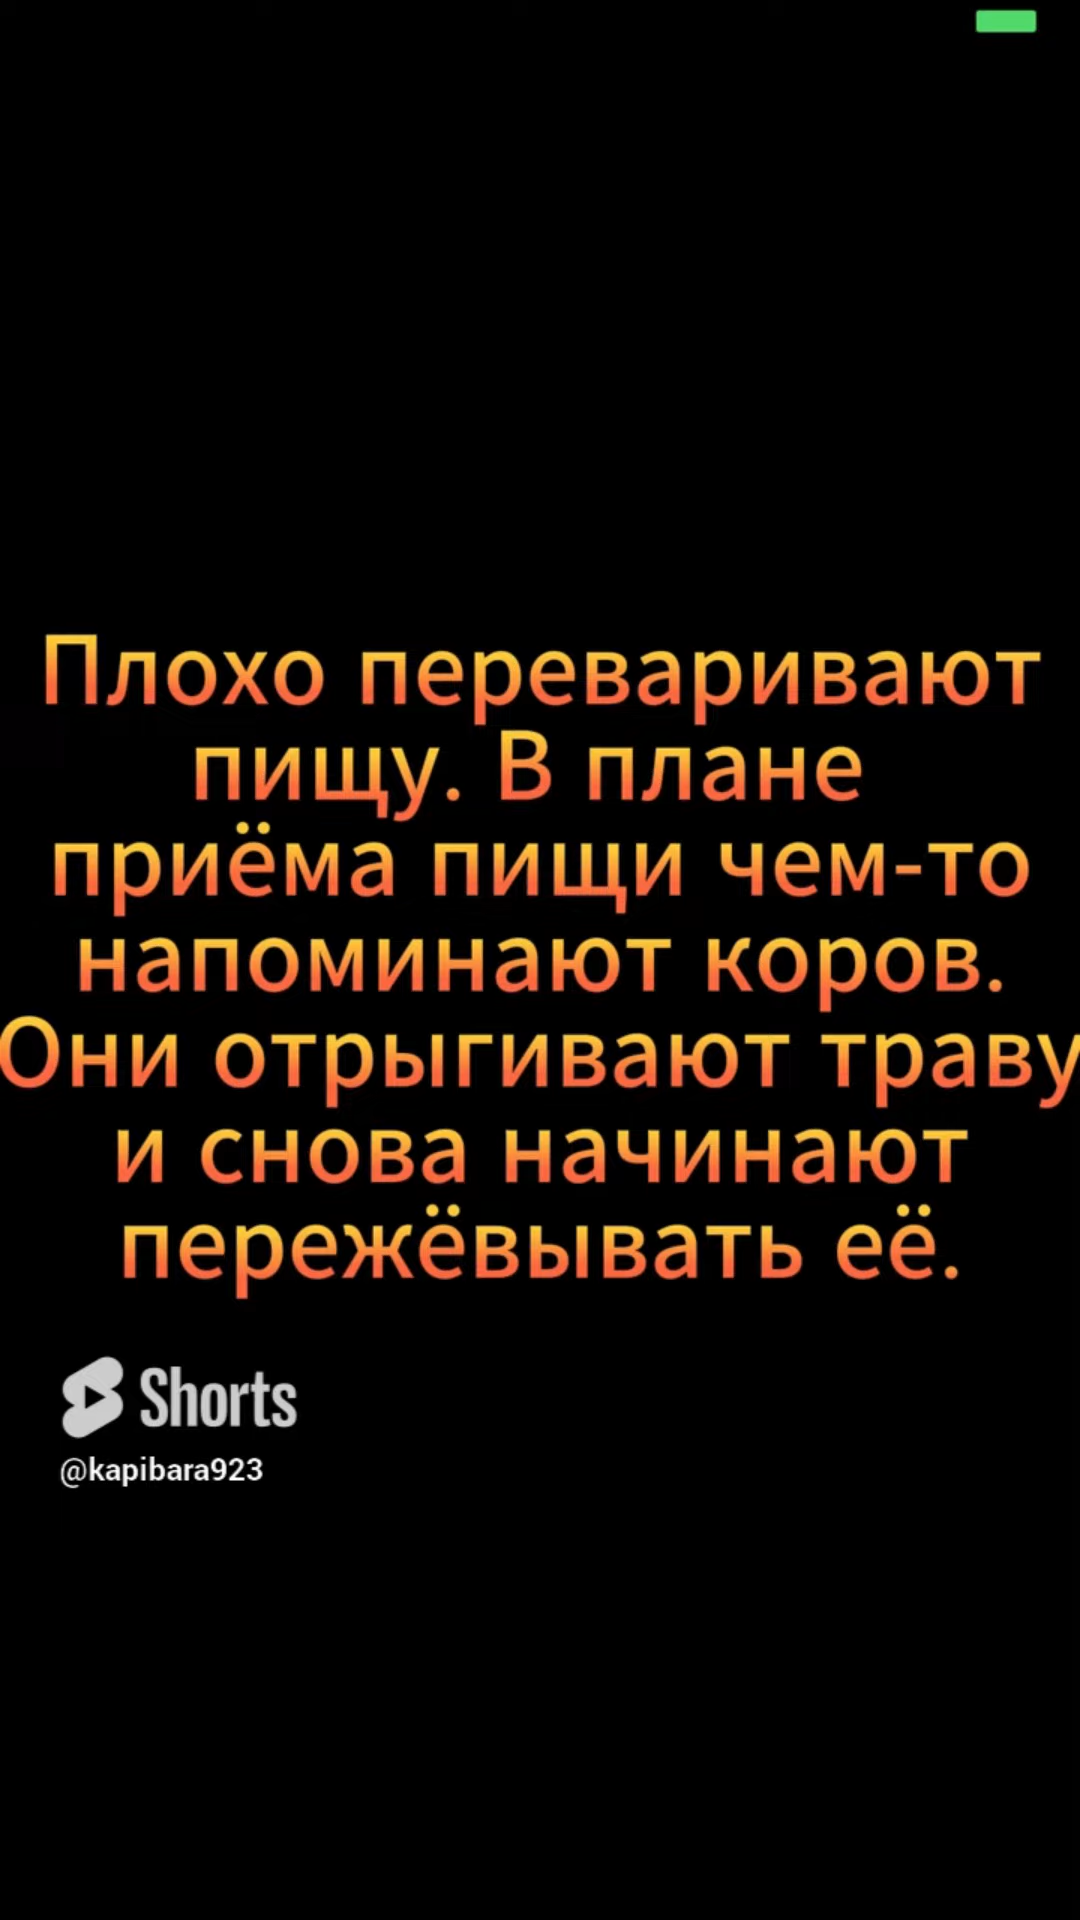 Плохо переваривают
пищу. В плане
приёма пищи чем-то
напоминают коров.
Они отрыгивают траву
и снова начинают
пережёвывать её.
Shorts
@kapibara923